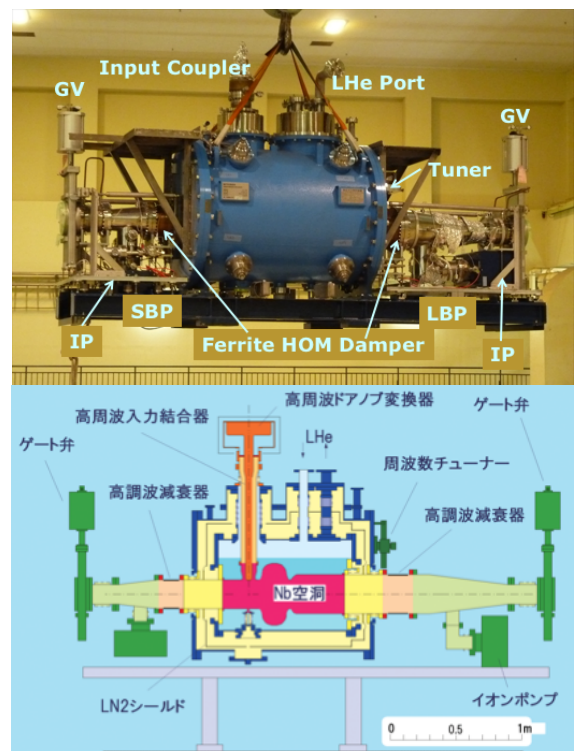 Input Coupler
LHe Port
GV
GV
Tuner
SBP
LBP
IP
Ferrite HOM Damper
IP
高周波ドアノブ変換器
高周波入力結合器
ゲート弁
ゲート弁
LHe
周波数チューナー
高調波減衰器
高調波減衰器
Nb空洞
LN2シールド
イオンポンプ
0 0.5 1m